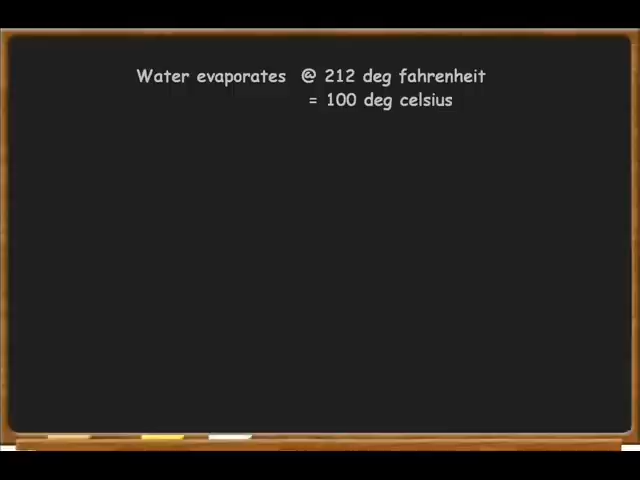 Water evaporates @ 212 deg fahrenheit
= 100 deg celsius